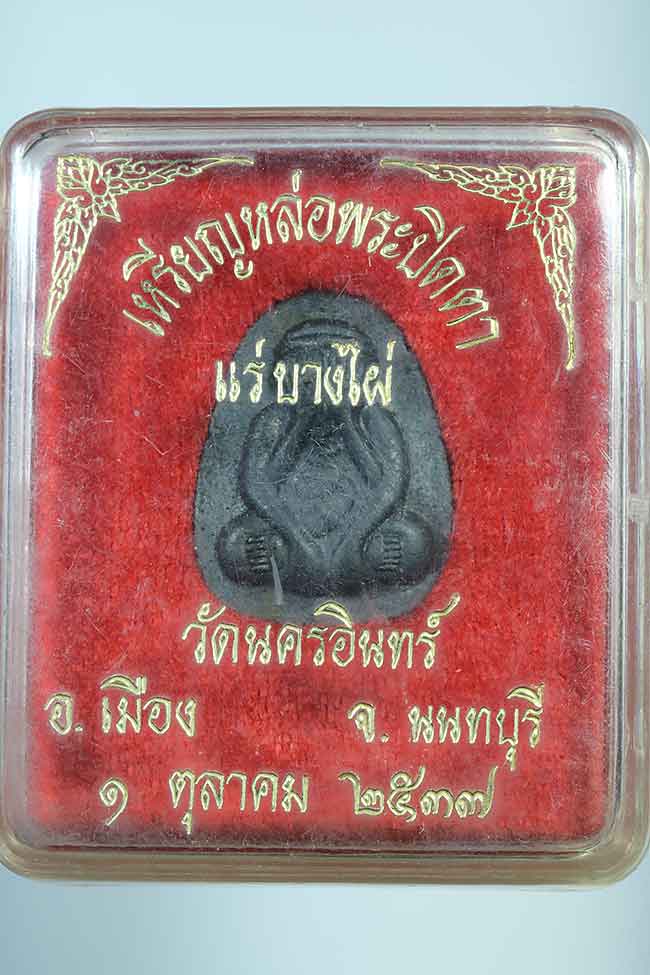 เหรียญหล่อพระปิดตา
แร่บางไผ่
วัดนครอินทร์
อ. เมือง จ. นนทบุรี
๑ ตุลาคม ๒๕๓๗